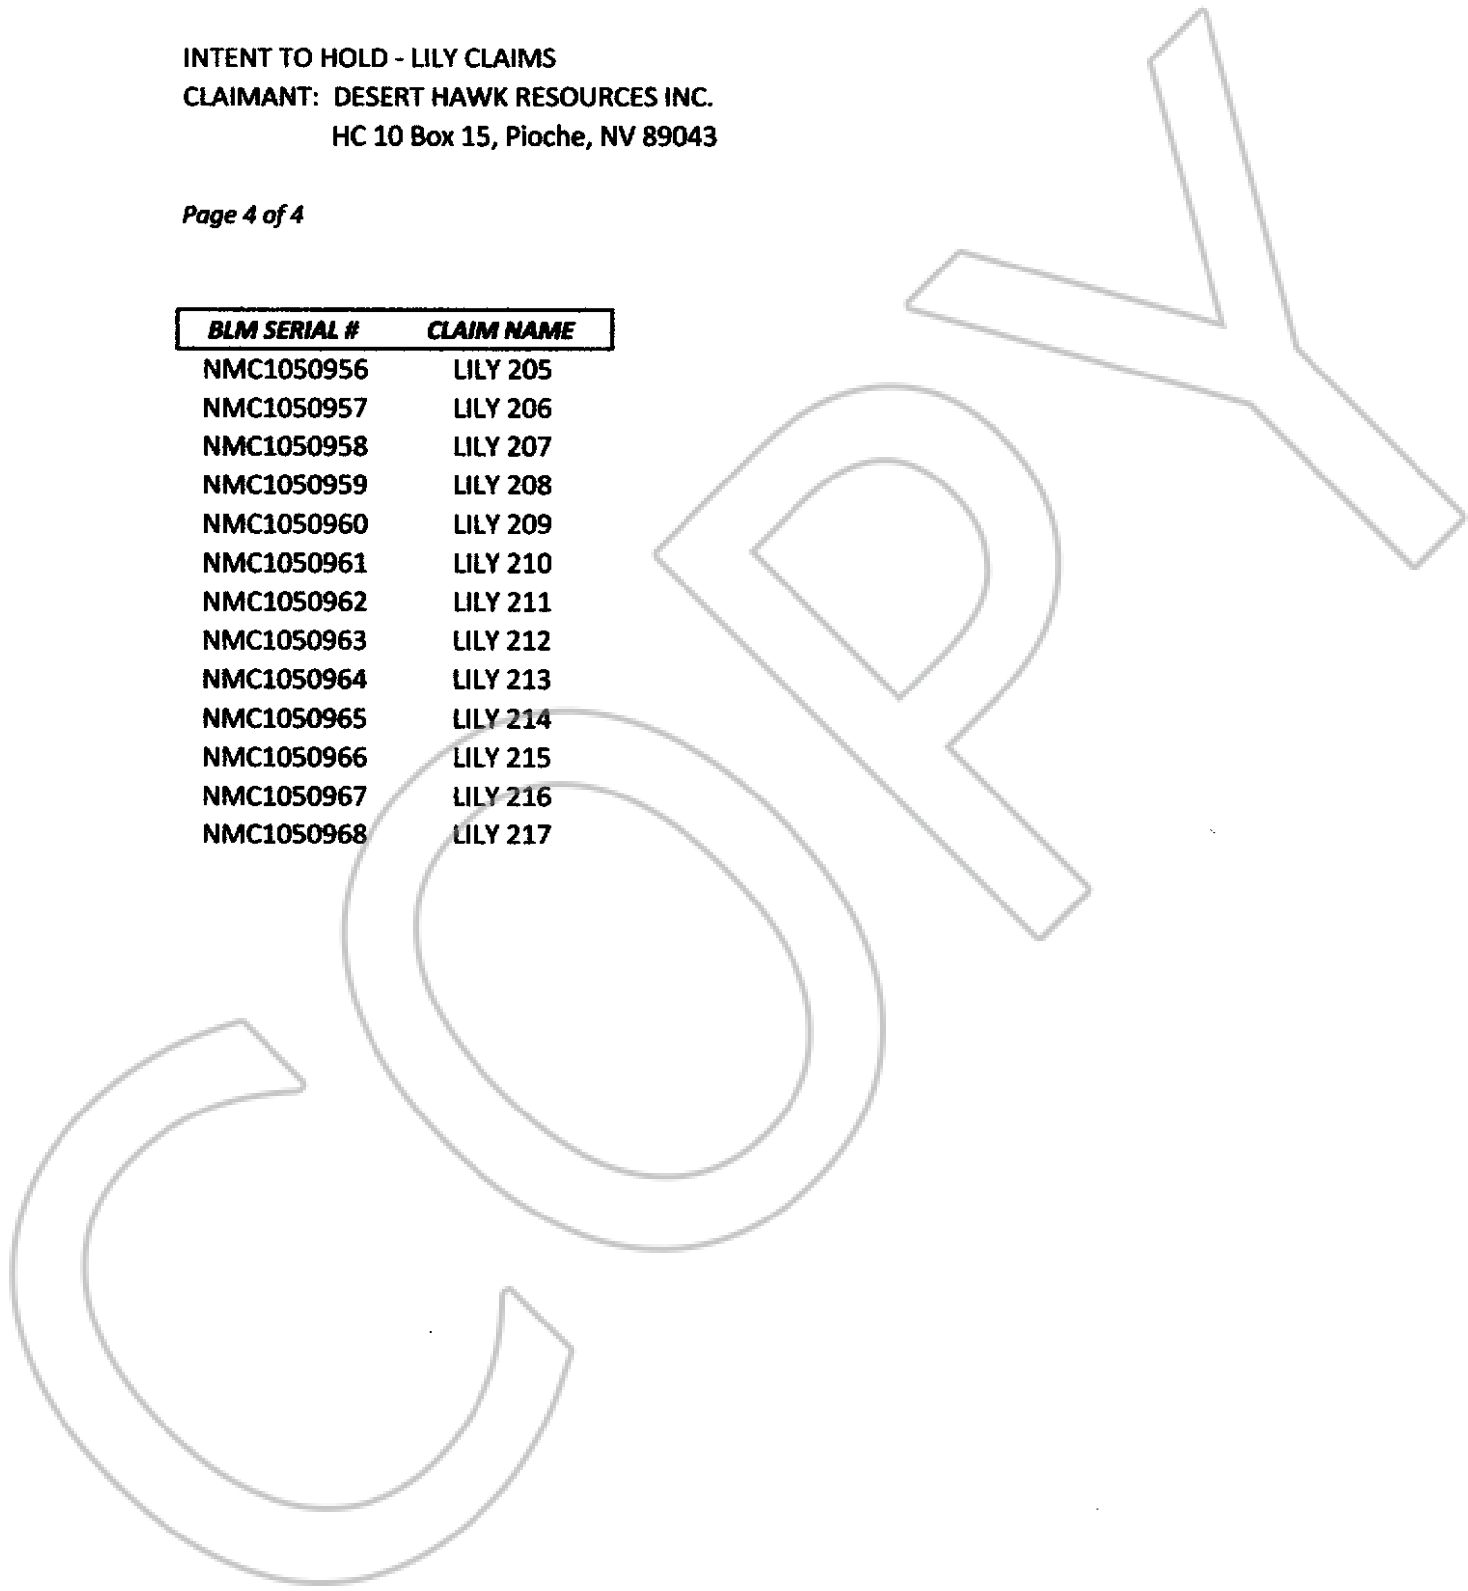 INTENT TO HOLD - LILY CLAIMS
CLAIMANT: DESERT HAWK RESOURCES INC.
HC 10 Box 15, Pioche, NV 89043
Page 4 of 4
BLM SERIAL # CLAIM NAME
NMC1050956 LILY 205
NMC1050957 LILY 206
NMC1050958 LILY 207
NMC1050959 LILY 208
NMC1050960 LILY 209
NMC1050961 LILY 210
NMC1050962 LILY 211
NMC1050963 LILY 212
NMC1050964 LILY 213
NMC1050965 LILY 214
NMC1050966 LILY 215
NMC1050967 LILY 216
NMC1050968 LILY 217
COPY